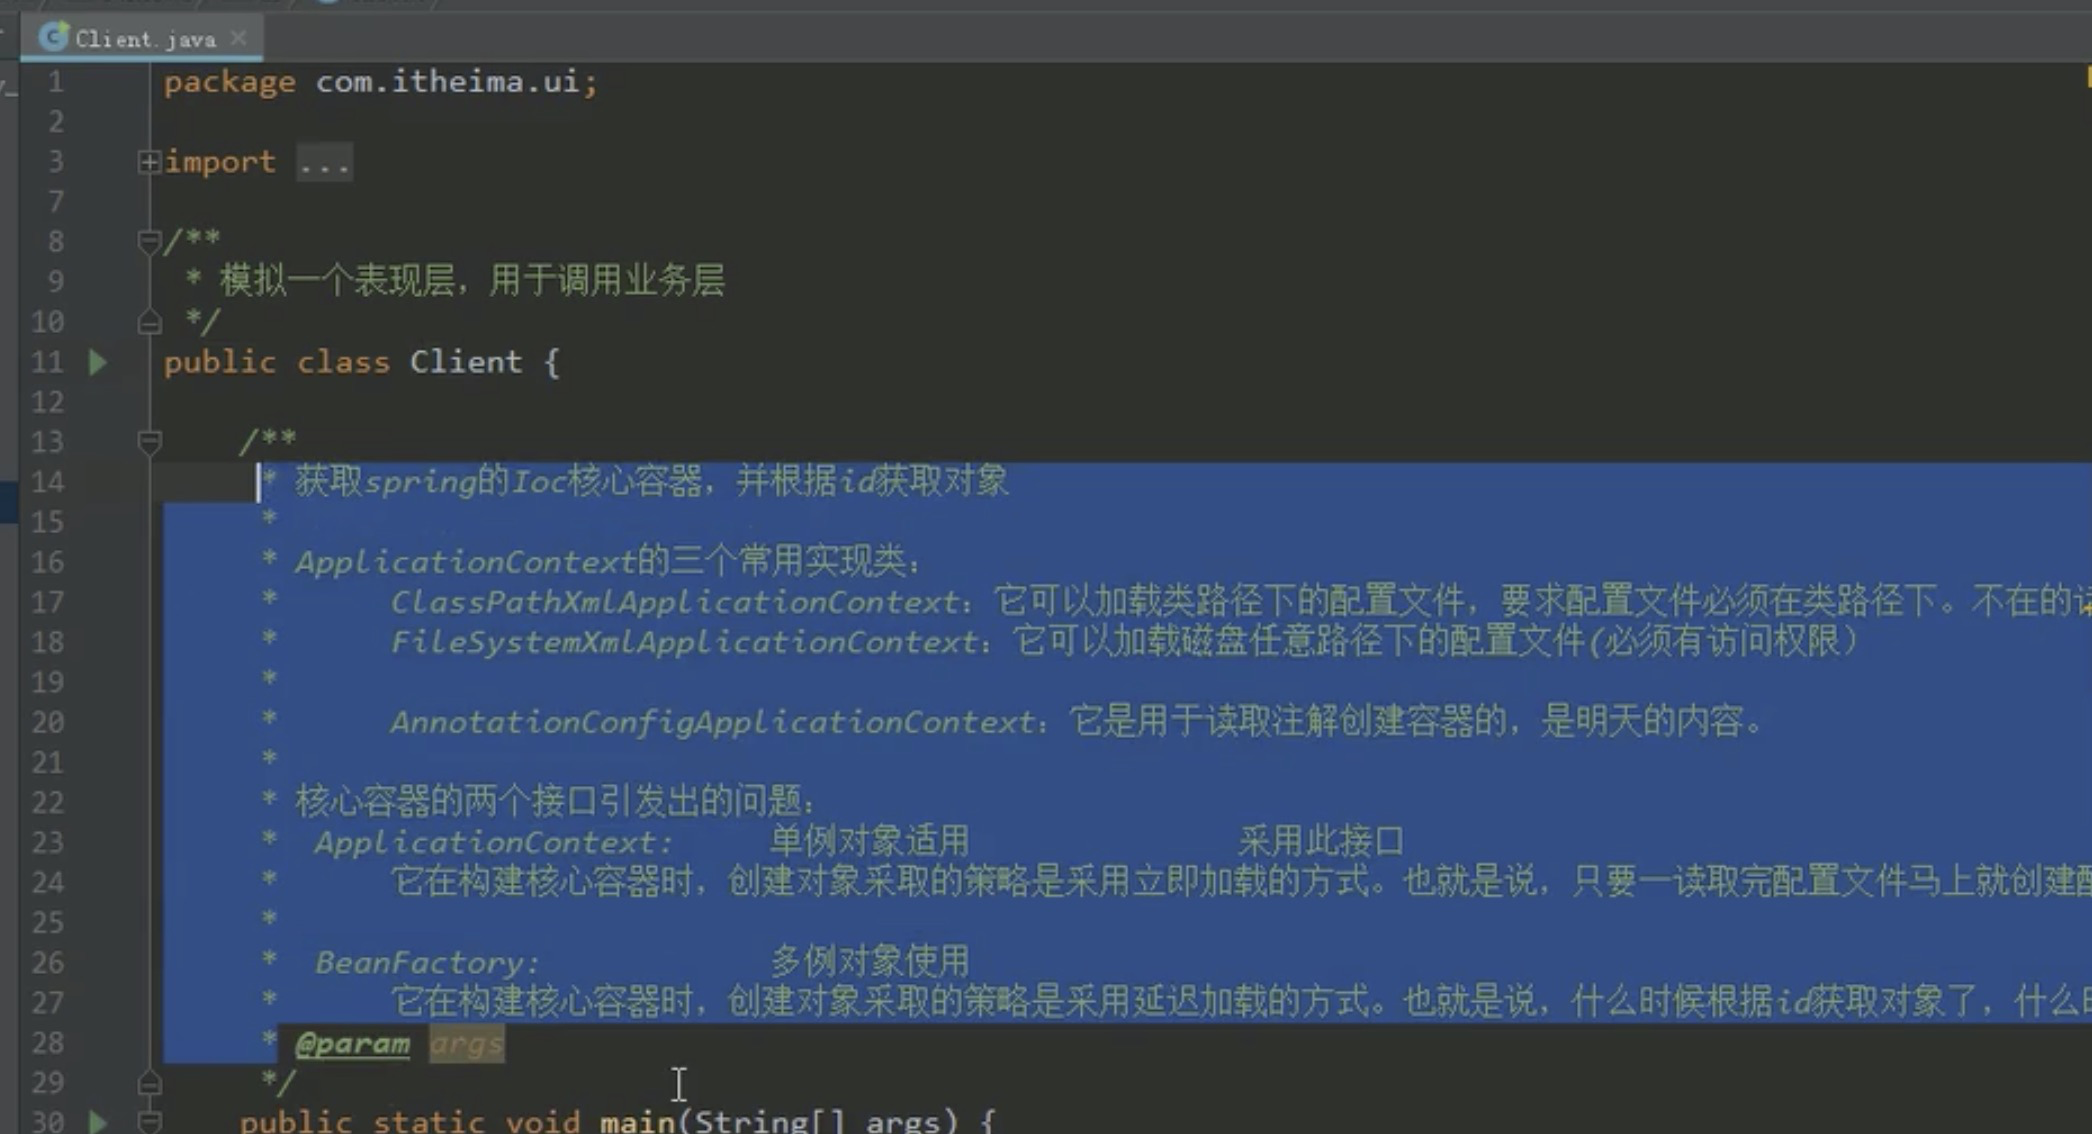 Client.java
1 package com.itheima.ui;
2
3 import ...
7
8 /**
9 * 模拟一个表现层，用于调用业务层
10 */
11 public class Client {
12
13 /**
14 * 获取spring的Ioc核心容器，并根据id获取对象
15 *
16 * ApplicationContext的三个常用实现类：
17 * ClassPathXmlApplicationContext：它可以加载类路径下的配置文件，要求配置文件必须在类路径下。不在的
18 * FileSystemXmlApplicationContext：它可以加载磁盘任意路径下的配置文件(必须有访问权限）
19 *
20 * AnnotationConfigApplicationContext：它是用于读取注解创建容器的，是明天的内容。
21 *
22 * 核心容器的两个接口引发出的问题：
23 * ApplicationContext: 单例对象适用 采用此接口
24 * 它在构建核心容器时，创建对象采取的策略是采用立即加载的方式。也就是说，只要一读取完配置文件马上就创建
25 *
26 * BeanFactory: 多例对象使用
27 * 它在构建核心容器时，创建对象采取的策略是采用延迟加载的方式。也就是说，什么时候根据id获取对象了，什么
28 * @param args
29 */
30 public static void main(String[] args) {